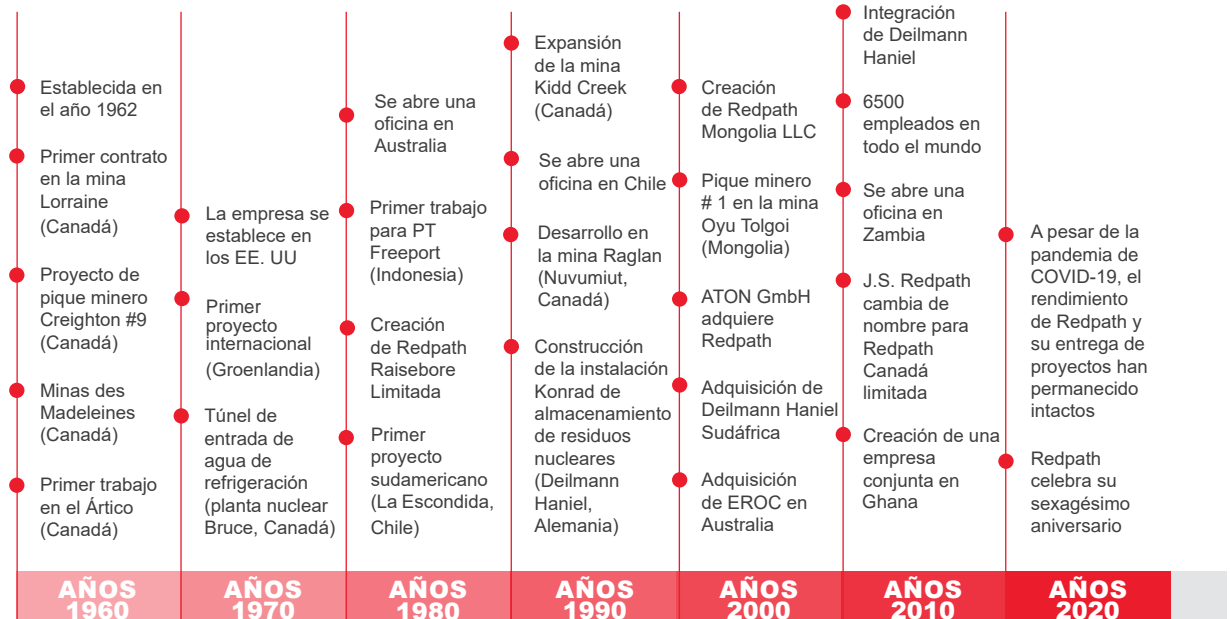 Establecida en
el año 1962
Primer contrato
en la mina
Lorraine
(Canadá)
Proyecto de
pique minero
Creighton #9
(Canadá)
Minas des
Madeleines
(Canadá)
Primer trabajo
en el Ártico
(Canadá)
AÑOS
1960
La empresa se
establece en
los EE. UU
Primer
proyecto
internacional
(Groenlandia)
Túnel de
entrada de
agua de
refrigeración
(planta nuclear
Bruce, Canadá)
AÑOS
1970
Se abre una
oficina en
Australia
Primer trabajo
para PT
Freeport
(Indonesia)
Creación
de Redpath
Raisebore
Limitada
Primer
proyecto
sudamericano
(La Escondida,
Chile)
AÑOS
1980
Expansión
de la mina
Kidd Creek
(Canadá)
Se abre una
oficina en Chile
Desarrollo en
la mina Raglan
(Nuvumiut,
Canadá)
Construcción
de la instalación
Konrad de
almacenamiento
de residuos
nucleares
(Deilmann
Haniel,
Alemania)
AÑOS
1990
Creación
de Redpath
Mongolia LLC
Pique minero
# 1 en la mina
Oyu Tolgoi
(Mongolia)
ATON GmbH
adquiere
Redpath
Adquisición de
Deilmann Haniel
Sudáfrica
Adquisición
de EROC en
Australia
AÑOS
2000
Integración
de Deilmann
Haniel
6500
empleados en
todo el mundo
Se abre una
oficina en
Zambia
J.S. Redpath
cambia de
nombre para
Redpath
Canadá
limitada
Creación de una
empresa
conjunta en
Ghana
AÑOS
2010
A pesar de la
pandemia de
COVID-19, el
rendimiento
de Redpath y
su entrega de
proyectos han
permanecido
intactos
Redpath
celebra su
sexagésimo
aniversario
AÑOS
2020